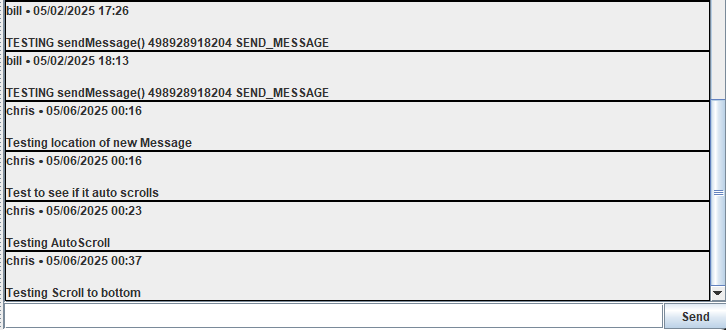 bill • 05/02/2025 17:26
TESTING sendMessage() 498928918204 SEND_MESSAGE
bill • 05/02/2025 18:13
TESTING sendMessage() 498928918204 SEND_MESSAGE
chris • 05/06/2025 00:16
Testing location of new Message
chris • 05/06/2025 00:16
Test to see if it auto scrolls
chris • 05/06/2025 00:23
Testing AutoScroll
chris • 05/06/2025 00:37
Testing Scroll to bottom
Send